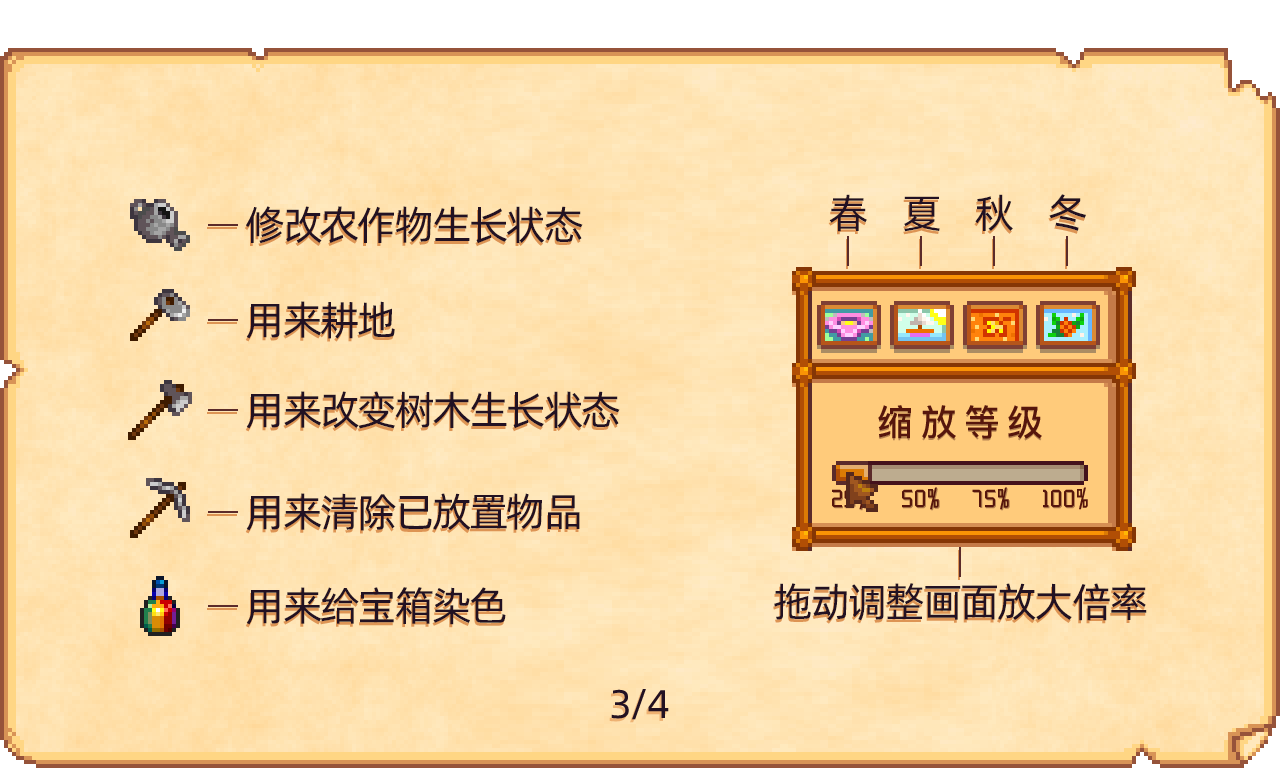 修改农作物生长状态
用来耕地
用来改变树木生长状态
用来清除已放置物品
用来给宝箱染色
春 夏 秋 冬
缩放等级
50% 75% 100%
拖动调整画面放大倍率
3/4